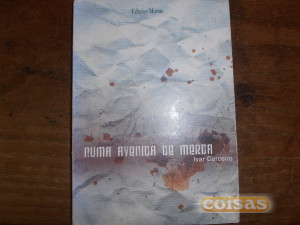 Edições Mortas
NUMA AVENIDA DE MERDA
Ivar Corceiro
coisas